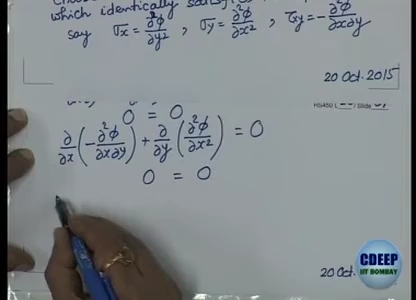 which identically satisf
say σx = ∂²φ/∂y² , σy = ∂²φ/∂x² , τxy = -∂²φ/∂x∂y
20 Oct. 2015
0 = 0
∂/∂x (-∂²φ/∂x∂y) + ∂/∂y (∂²φ/∂x²) = 0
0 = 0
CDEEP
IIT BOMBAY
20 Oct.